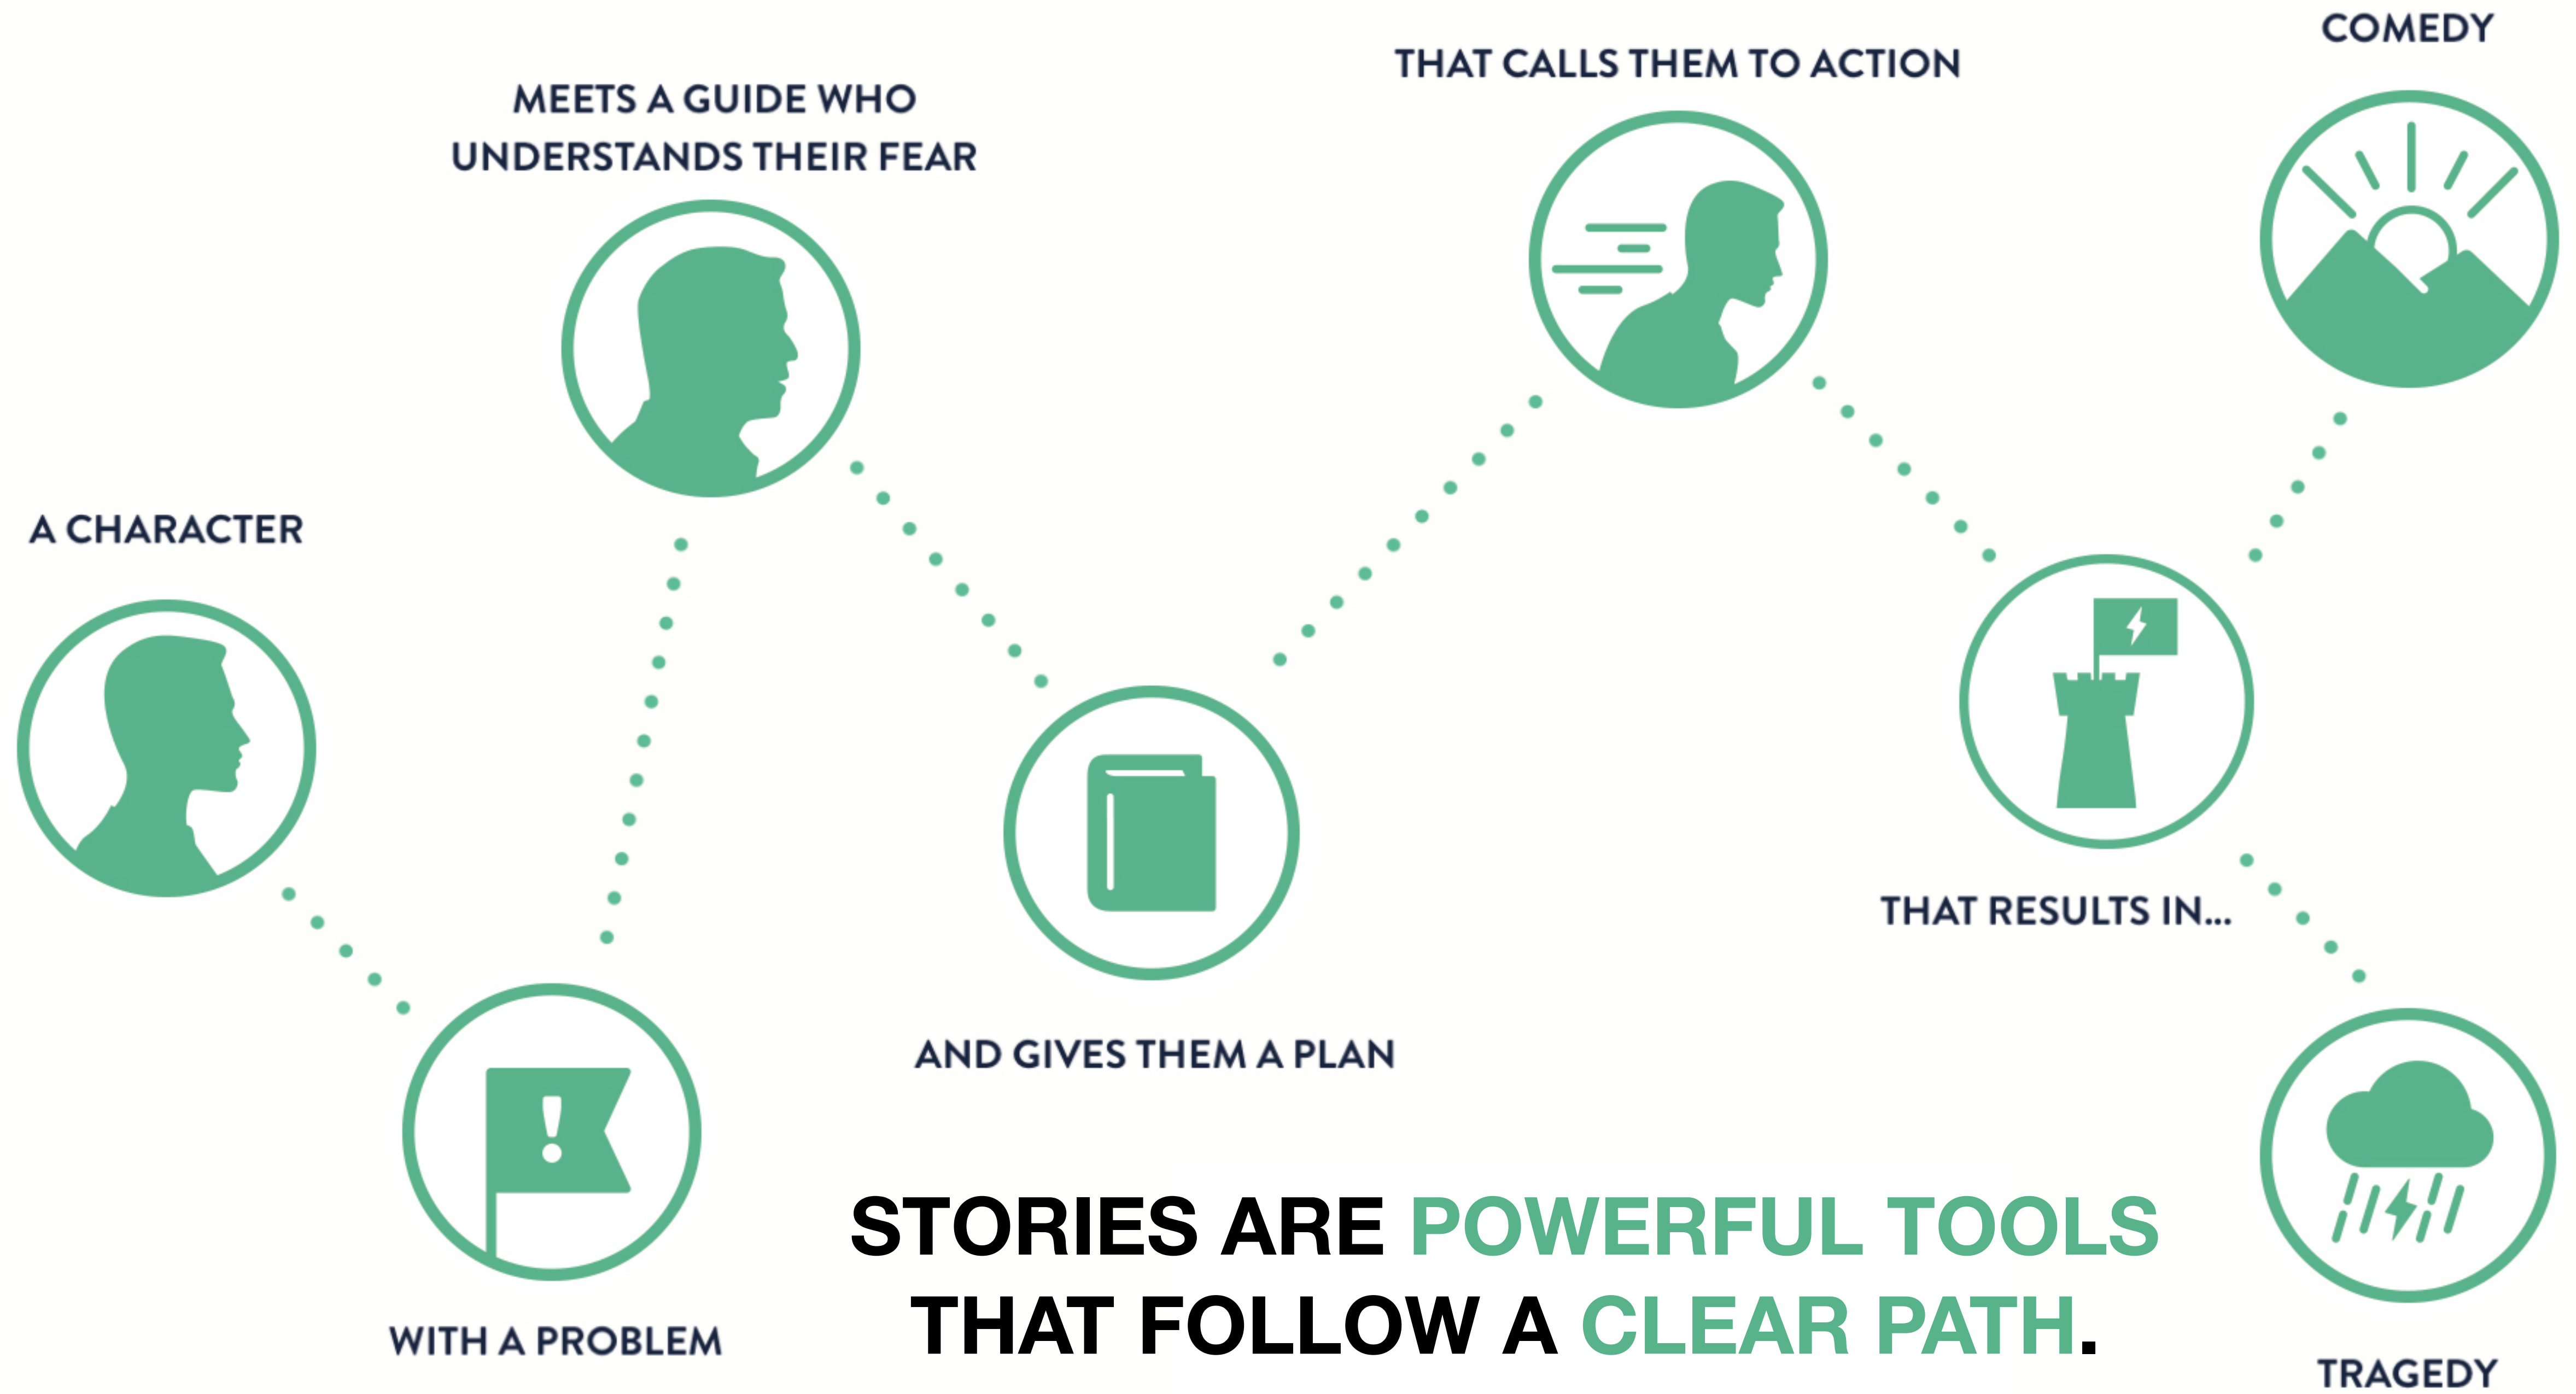 A CHARACTER
WITH A PROBLEM
MEETS A GUIDE WHO
UNDERSTANDS THEIR FEAR
AND GIVES THEM A PLAN
THAT CALLS THEM TO ACTION
THAT RESULTS IN...
COMEDY
TRAGEDY
STORIES ARE POWERFUL TOOLS
THAT FOLLOW A CLEAR PATH.